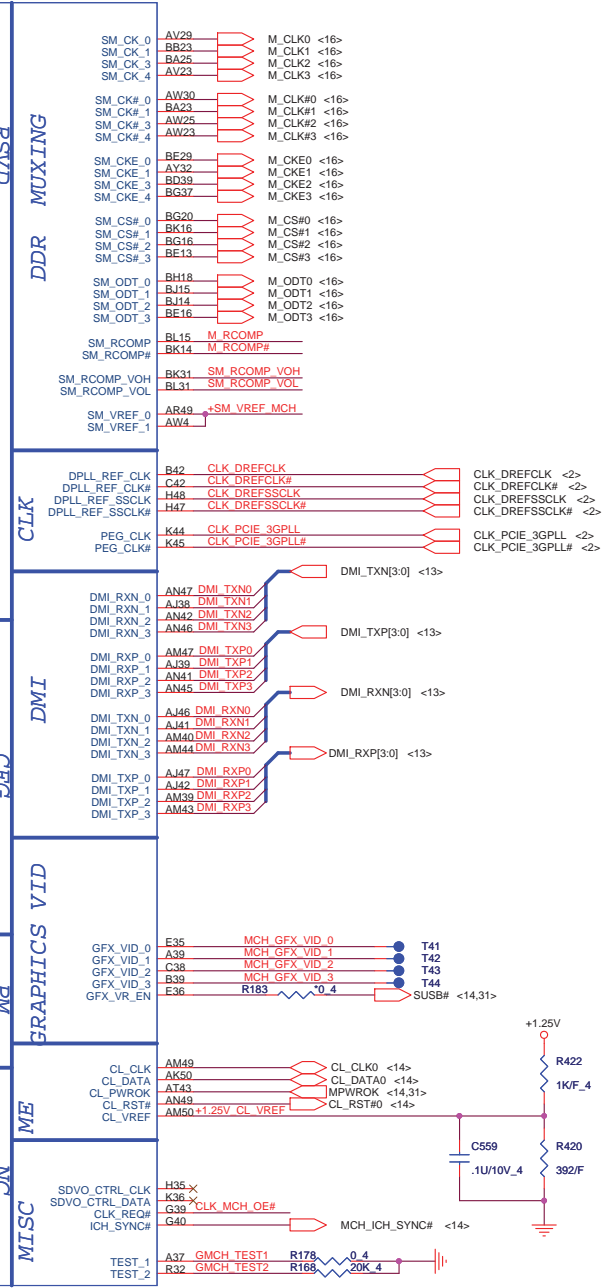 DDR MUXING
SM_CK_0 AV29 M_CLK0 <16>
SM_CK_1 BB23 M_CLK1 <16>
SM_CK_3 BA25 M_CLK2 <16>
SM_CK_4 AV23 M_CLK3 <16>
SM_CK#_0 AW30 M_CLK#0 <16>
SM_CK#_1 BA23 M_CLK#1 <16>
SM_CK#_3 AW25 M_CLK#2 <16>
SM_CK#_4 AW23 M_CLK#3 <16>
SM_CKE_0 BE29 M_CKE0 <16>
SM_CKE_1 AY32 M_CKE1 <16>
SM_CKE_3 BD39 M_CKE2 <16>
SM_CKE_4 BG37 M_CKE3 <16>
SM_CS#_0 BG20 M_CS#0 <16>
SM_CS#_1 BK16 M_CS#1 <16>
SM_CS#_2 BG16 M_CS#2 <16>
SM_CS#_3 BE13 M_CS#3 <16>
SM_ODT_0 BH18 M_ODT0 <16>
SM_ODT_1 BJ15 M_ODT1 <16>
SM_ODT_2 BJ14 M_ODT2 <16>
SM_ODT_3 BE16 M_ODT3 <16>
SM_RCOMP BL15 M_RCOMP
SM_RCOMP# BK14 M_RCOMP#
SM_RCOMP_VOH BK31 SM_RCOMP_VOH
SM_RCOMP_VOL BL31 SM_RCOMP_VOL
SM_VREF_0 AR49 +SM_VREF_MCH
SM_VREF_1 AW4
CLK
DPLL_REF_CLK B42 CLK_DREFCLK CLK_DREFCLK <2>
DPLL_REF_CLK# C42 CLK_DREFCLK# CLK_DREFCLK# <2>
DPLL_REF_SSCLK H48 CLK_DREFSSCLK CLK_DREFSSCLK <2>
DPLL_REF_SSCLK# H47 CLK_DREFSSCLK# CLK_DREFSSCLK# <2>
PEG_CLK K44 CLK_PCIE_3GPLL CLK_PCIE_3GPLL <2>
PEG_CLK# K45 CLK_PCIE_3GPLL# CLK_PCIE_3GPLL# <2>
DMI
DMI_TXN[3:0] <13>
DMI_RXN_0 AN47 DMI_TXN0
DMI_RXN_1 AJ38 DMI_TXN1
DMI_RXN_2 AN42 DMI_TXN2
DMI_RXN_3 AN46 DMI_TXN3
DMI_TXP[3:0] <13>
DMI_RXP_0 AM47 DMI_TXP0
DMI_RXP_1 AJ39 DMI_TXP1
DMI_RXP_2 AN41 DMI_TXP2
DMI_RXP_3 AN45 DMI_TXP3
DMI_RXN[3:0] <13>
DMI_TXN_0 AJ46 DMI_RXN0
DMI_TXN_1 AJ41 DMI_RXN1
DMI_TXN_2 AM40 DMI_RXN2
DMI_TXN_3 AM44 DMI_RXN3
DMI_RXP[3:0] <13>
DMI_TXP_0 AJ47 DMI_RXP0
DMI_TXP_1 AJ42 DMI_RXP1
DMI_TXP_2 AM39 DMI_RXP2
DMI_TXP_3 AM43 DMI_RXP3
GRAPHICS VID
GFX_VID_0 E35 MCH_GFX_VID_0 T41
GFX_VID_1 A39 MCH_GFX_VID_1 T42
GFX_VID_2 C38 MCH_GFX_VID_2 T43
GFX_VID_3 B39 MCH_GFX_VID_3 T44
GFX_VR_EN E36 R183 *0_4 SUSB# <14,31>
+1.25V
R422
1K/F_4
ME
CL_CLK AM49 CL_CLK0 <14>
CL_DATA AK50 CL_DATA0 <14>
CL_PWROK AT43 MPWROK <14,31>
CL_RST# AN49 CL_RST#0 <14>
CL_VREF AM50 +1.25V_CL_VREF
C559
.1U/10V_4
R420
392/F
MISC
SDVO_CTRL_CLK H35
SDVO_CTRL_DATA K36
CLK_REQ# G39 CLK_MCH_OE#
ICH_SYNC# G40 MCH_ICH_SYNC# <14>
TEST_1 A37 GMCH_TEST1 R178 0_4
TEST_2 R32 GMCH_TEST2 R168 20K_4
RSVD
CFG
PM
NC